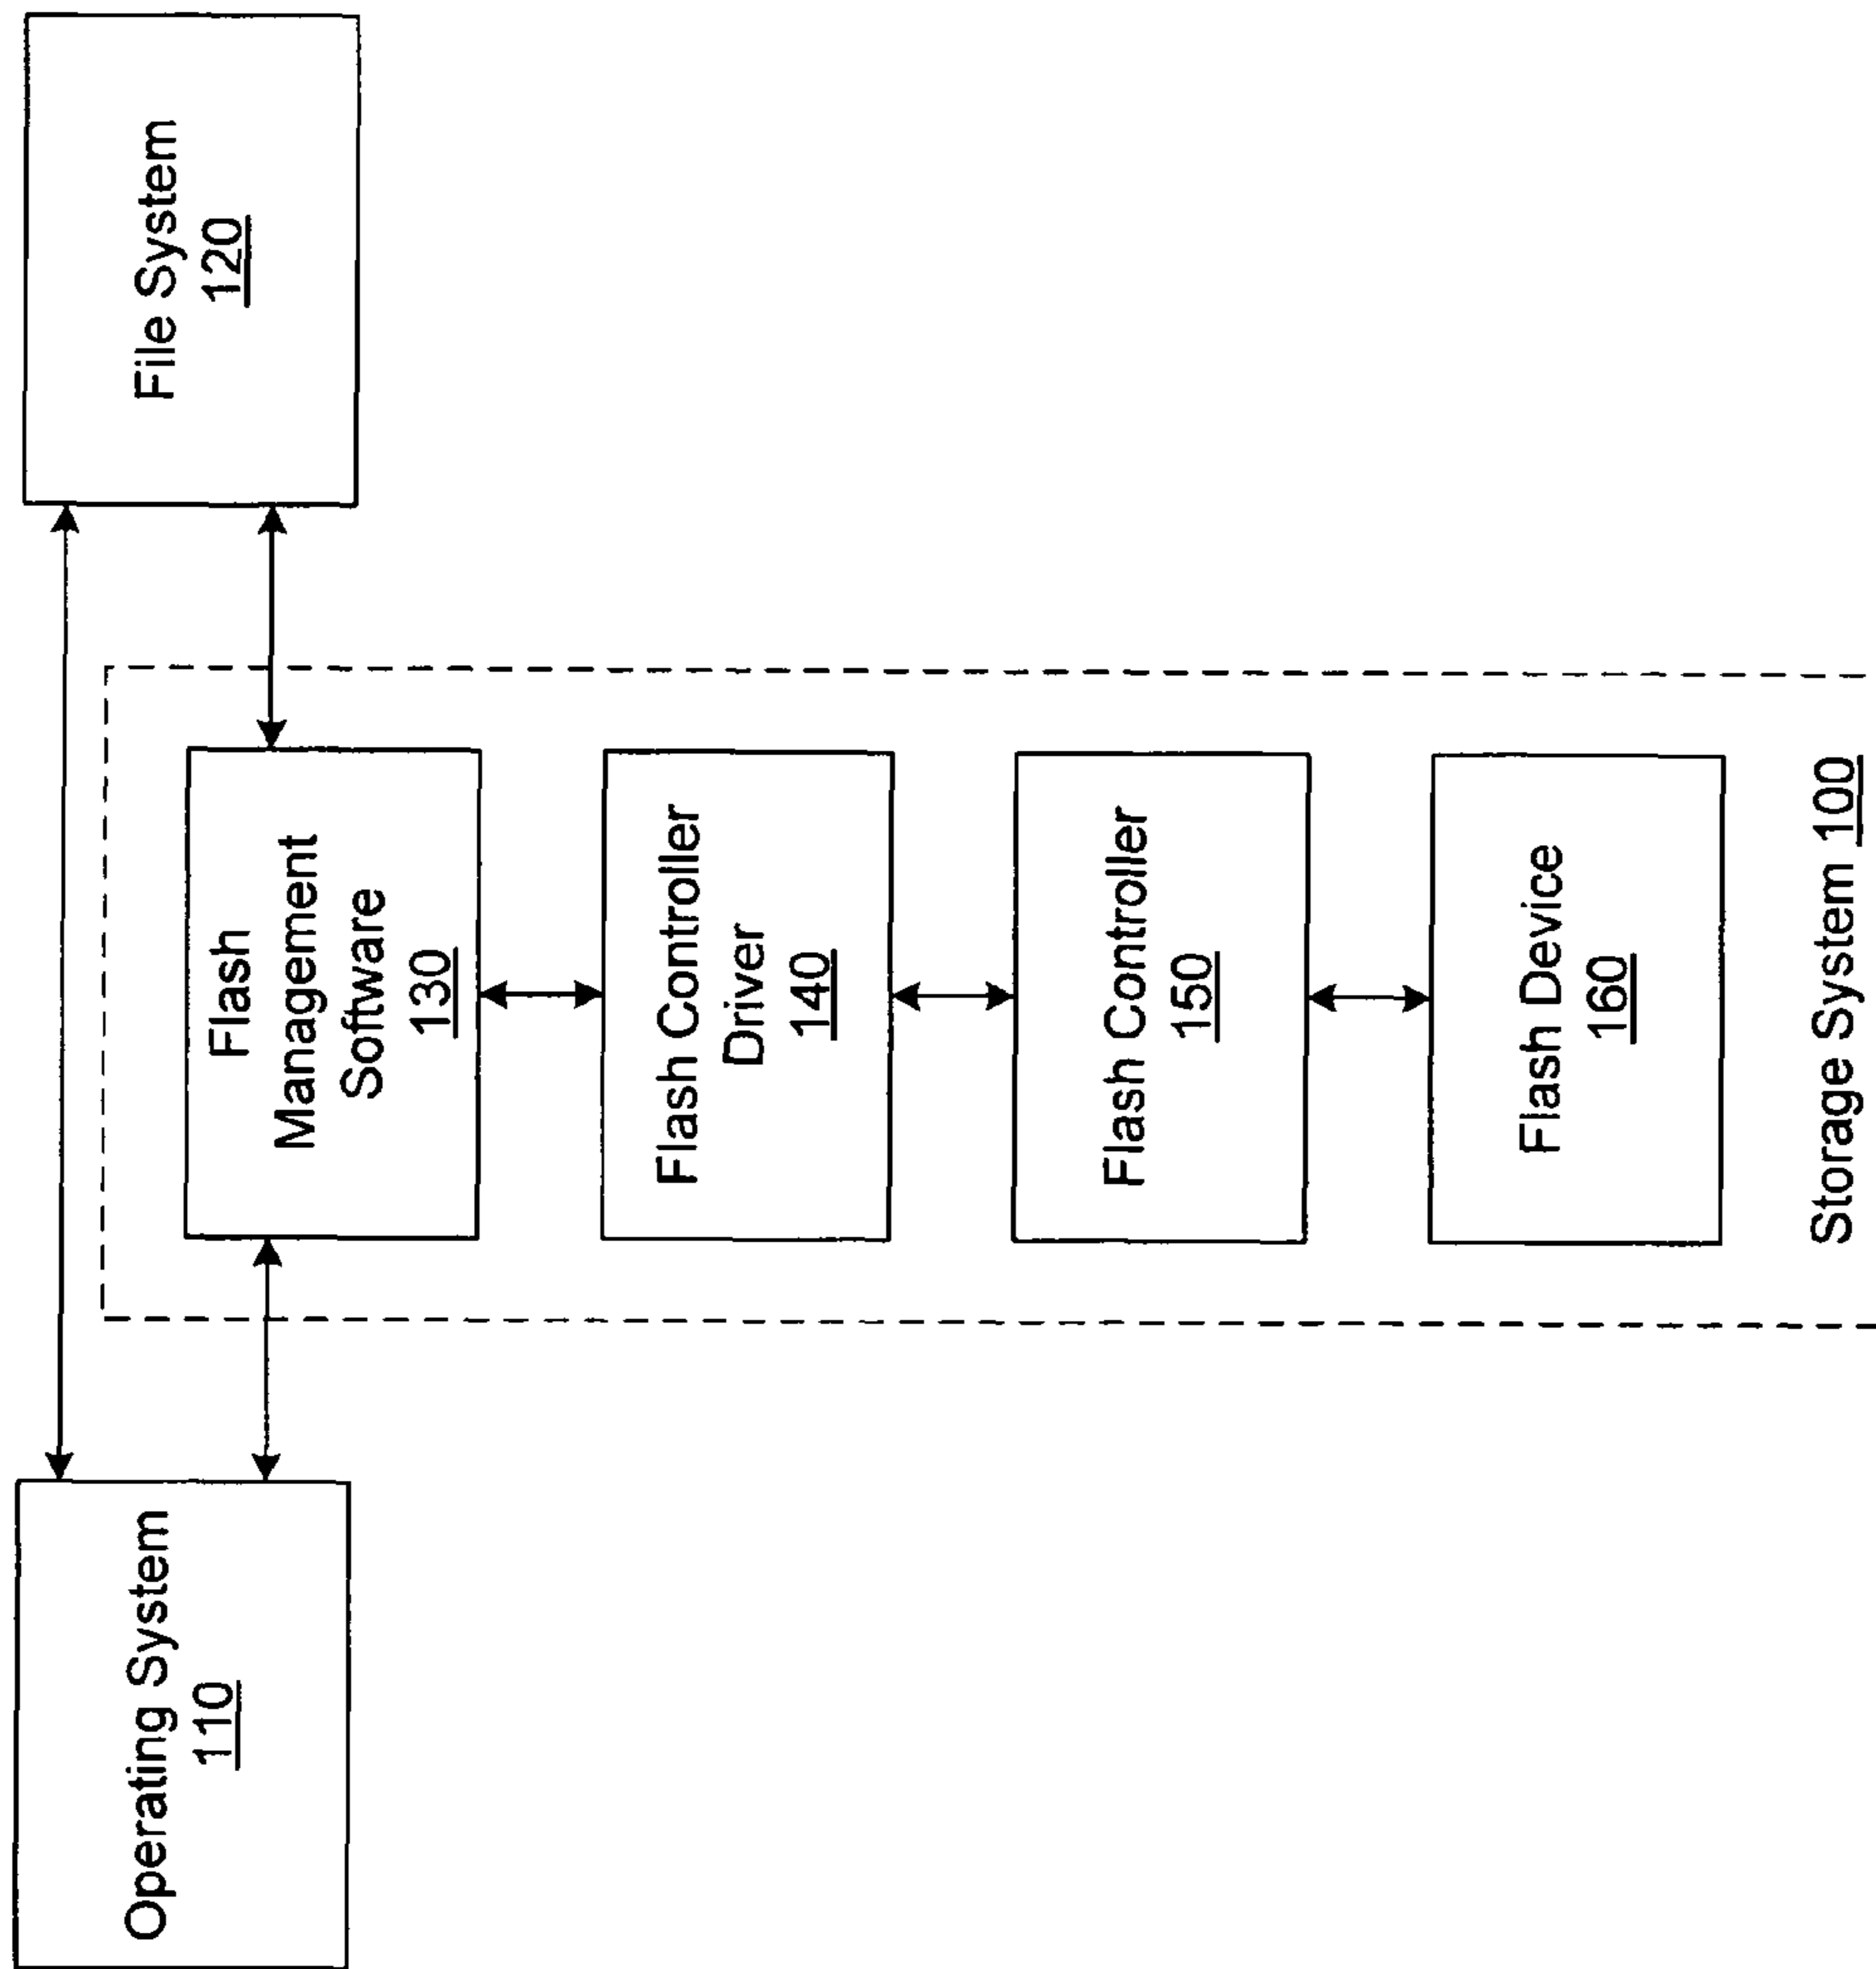 Operating System
110
File System
120
Flash
Management
Software
130
Flash Controller
Driver
140
Flash Controller
150
Flash Device
160
Storage System 100